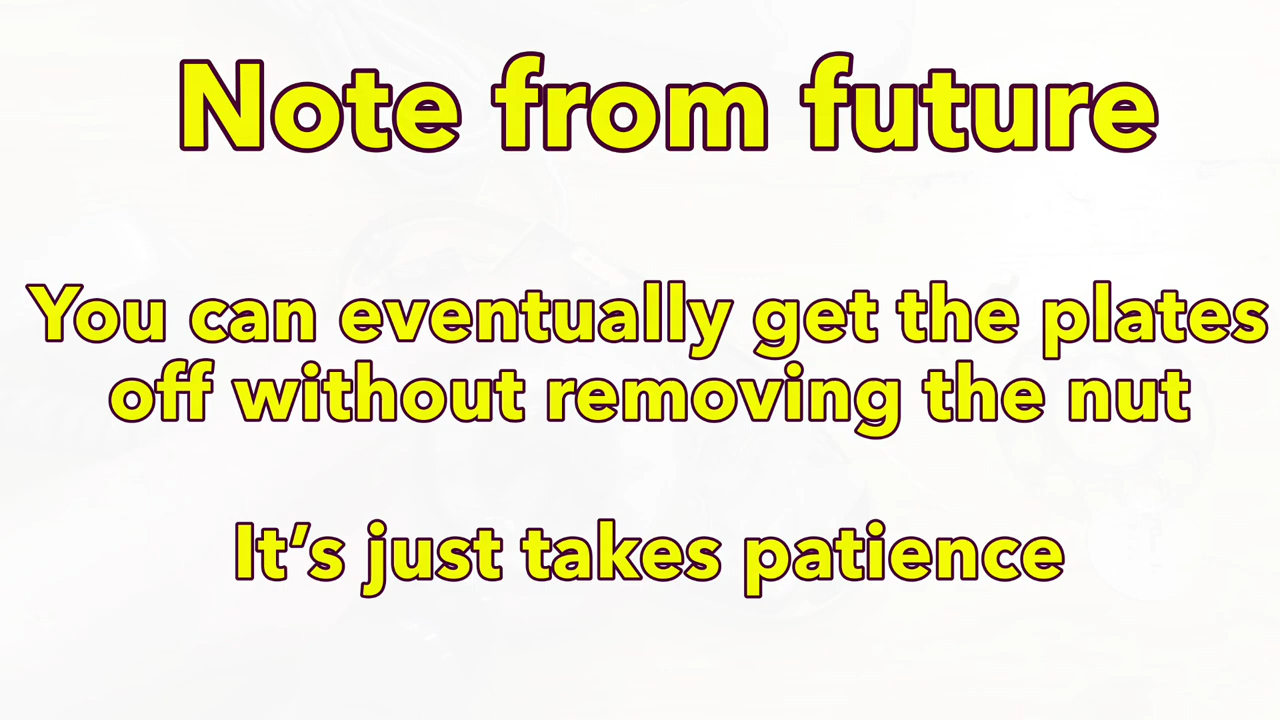 Note from future
You can eventually get the plates
off without removing the nut
It’s just takes patience